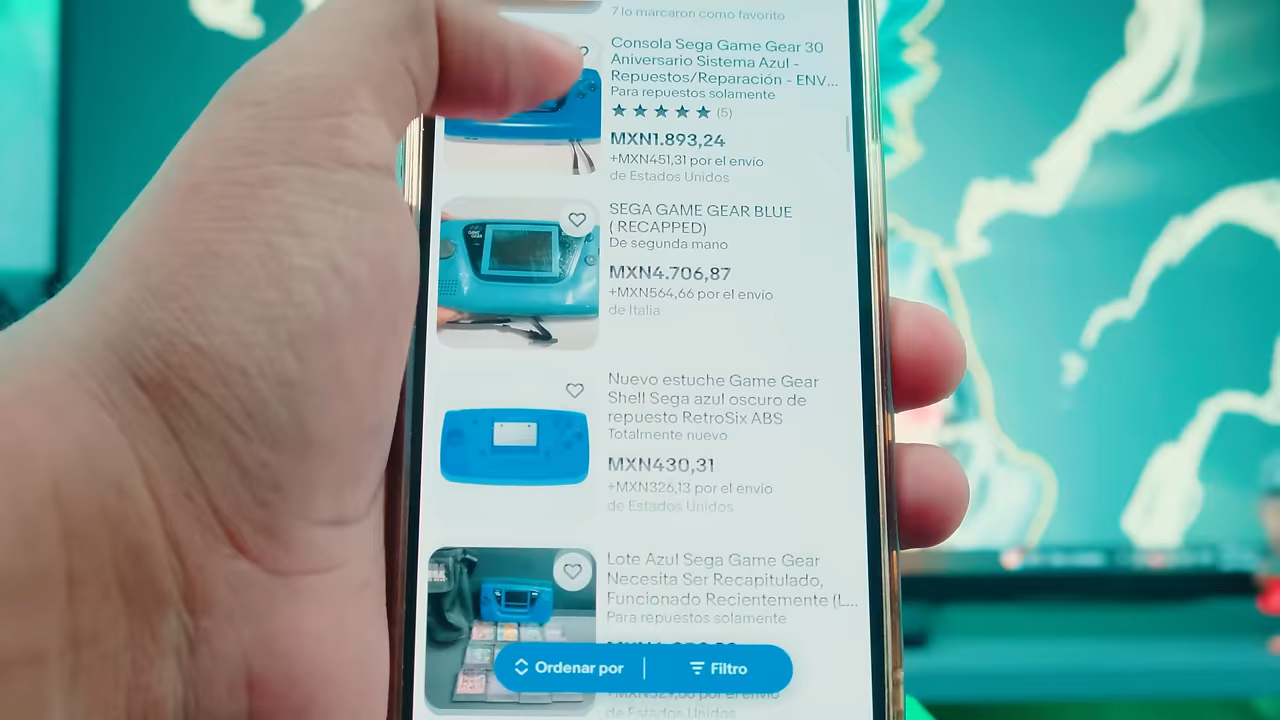 7 lo marcaron como favorito
Consola Sega Game Gear 30
Aniversario Sistema Azul -
Repuestos/Reparación - ENV...
Para repuestos solamente
(5)
MXN1.893,24
+MXN451,31 por el envío
de Estados Unidos
SEGA GAME GEAR BLUE
( RECAPPED)
De segunda mano
MXN4.706,87
+MXN564,66 por el envío
de Italia
Nuevo estuche Game Gear
Shell Sega azul oscuro de
repuesto RetroSix ABS
Totalmente nuevo
MXN430,31
+MXN326,13 por el envío
de Estados Unidos
Lote Azul Sega Game Gear
Necesita Ser Recapitulado,
Funcionado Recientemente (L...
Para repuestos solamente
Ordenar por
Filtro
por el envío
de Estados Unidos